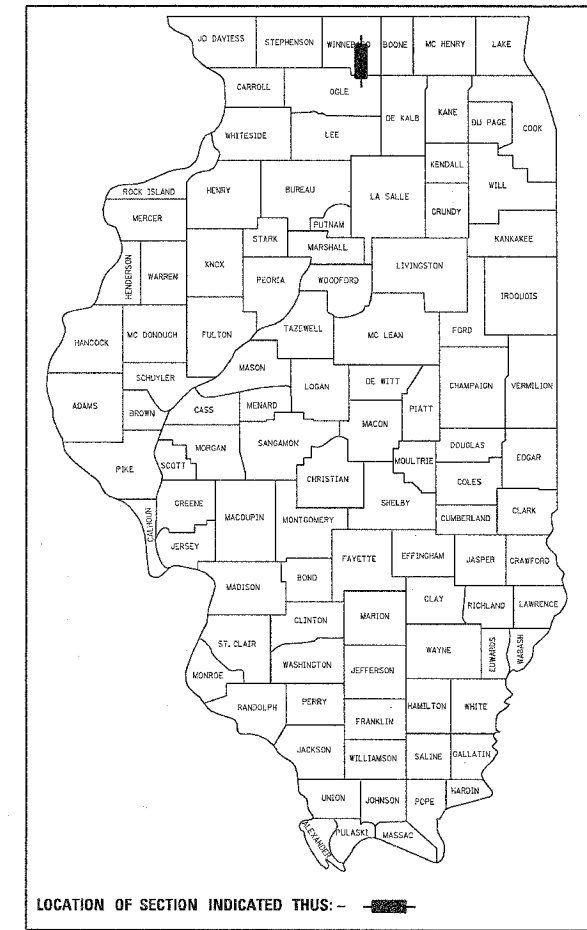 JO DAVIESS
STEPHENSON
BOONE
MC HENRY
LAKE
CARROLL
OGLE
DE KALB
KANE
DU PAGE
COOK
WHITESIDE
LEE
KENDALL
WILL
ROCK ISLAND
HENRY
BUREAU
LA SALLE
GRUNDY
MERCER
PUTNAM
KANKAKEE
STARK
MARSHALL
HENDERSON
WARREN
KNOX
PEORIA
WOODFORD
LIVINGSTON
IROQUOIS
HANCOCK
MC DONOUGH
FULTON
TAZEWELL
MC LEAN
FORD
MASON
SCHUYLER
LOGAN
DE WITT
CHAMPAIGN
VERMILION
ADAMS
BROWN
CASS
MENARD
PIATT
MACON
MORGAN
SANGAMON
DOUGLAS
EDGAR
PIKE
SCOTT
CHRISTIAN
MOULTRIE
COLES
SHELBY
GREENE
MACOUPIN
MONTGOMERY
CUMBERLAND
CLARK
CALHOUN
JERSEY
FAYETTE
EFFINGHAM
JASPER
CRAWFORD
MADISON
BOND
CLAY
RICHLAND
LAWRENCE
CLINTON
MARION
ST. CLAIR
WAYNE
EDWARDS
WABASH
WASHINGTON
JEFFERSON
MONROE
RANDOLPH
PERRY
HAMILTON
WHITE
FRANKLIN
JACKSON
WILLIAMSON
SALINE
GALLATIN
HARDIN
UNION
JOHNSON
POPE
ALEXANDER
PULASKI
MASSAC
LOCATION OF SECTION INDICATED THUS: -